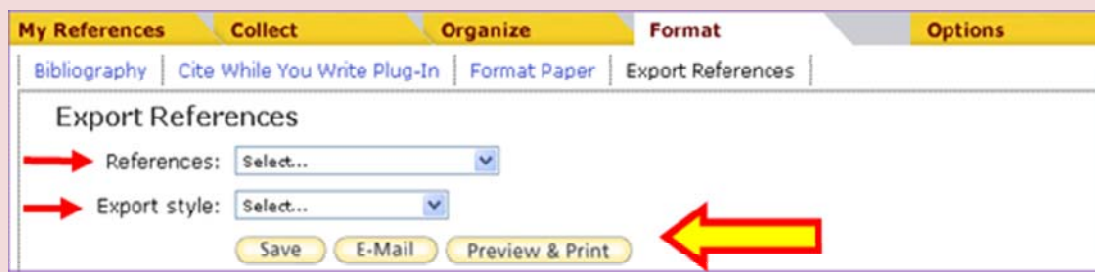 My References Collect Organize Format Options
Bibliography Cite While You Write Plug-In Format Paper Export References
Export References
References: Select...
Export style: Select...
Save E-Mail Preview & Print